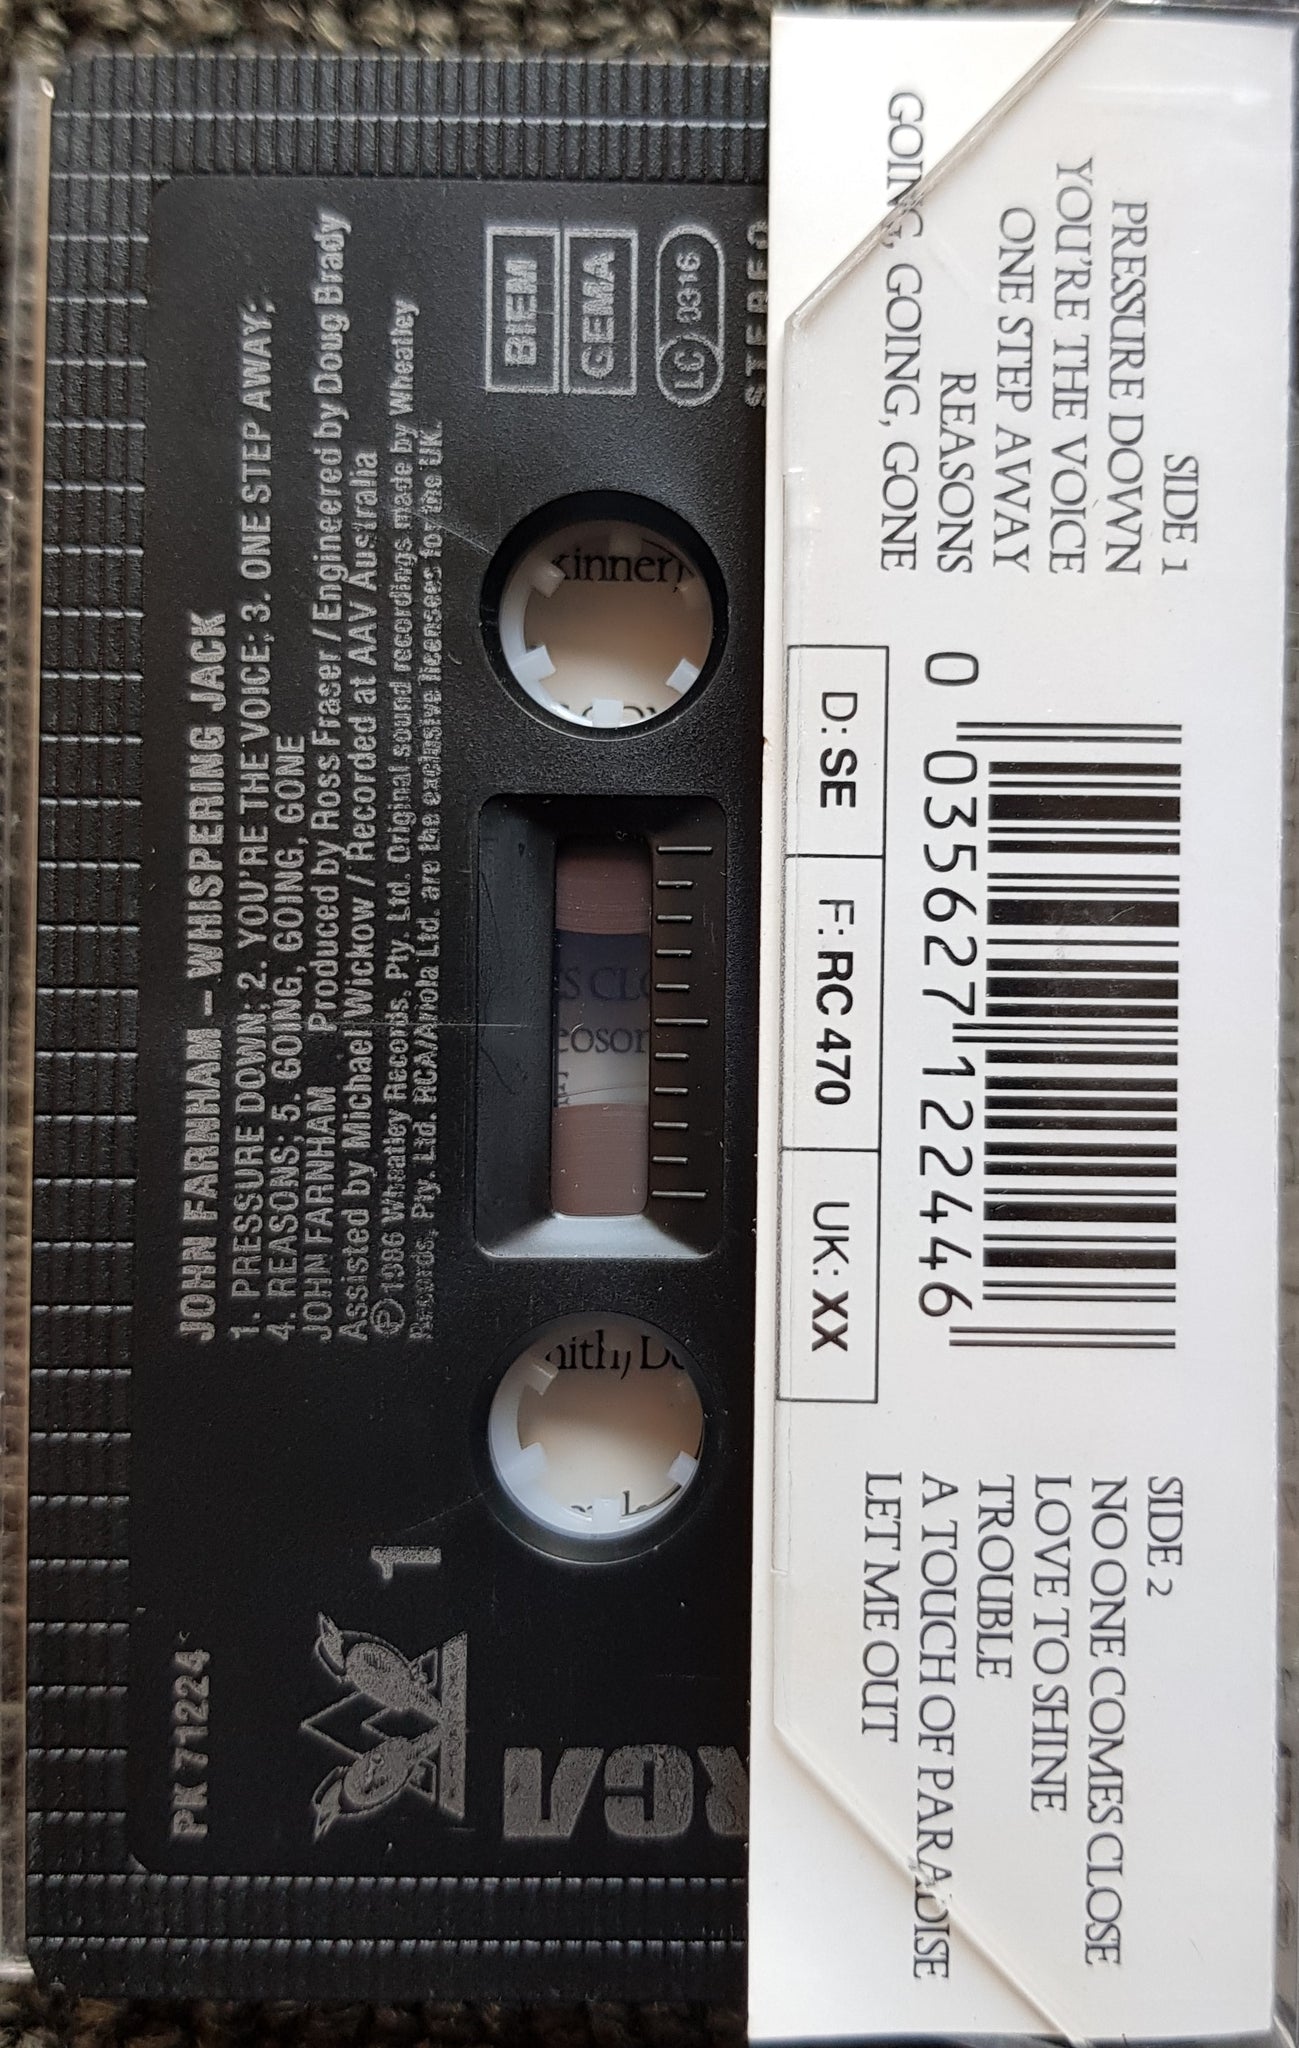 JOHN FARNHAM – WHISPERING JACK
1. PRESSURE DOWN; 2. YOU'RE THE VOICE; 3. ONE STEP AWAY;
4. REASONS; 5. GOING, GOING, GONE
JOHN FARNHAM Produced by Ross Fraser / Engineered by Doug Brady
Assisted by Michael Wickow / Recorded at AAV Australia
℗ 1986 Wheatley Records. Pty. Ltd. Original sound recordings made by Wheatley
Records, Pty. Ltd. RCA/Ariola Ltd. are the exclusive licensees for the UK.
BIEM
GEMA
LC 0316
STEREO
1
PK 71224
RCA
kinner)
S CLO
eosor
nith, De
SIDE 1
PRESSURE DOWN
YOU'RE THE VOICE
ONE STEP AWAY
REASONS
GOING, GOING, GONE
0 035627 122446
D: SE
F: RC 470
UK: XX
SIDE 2
NO ONE COMES CLOSE
LOVE TO SHINE
TROUBLE
A TOUCH OF PARADISE
LET ME OUT